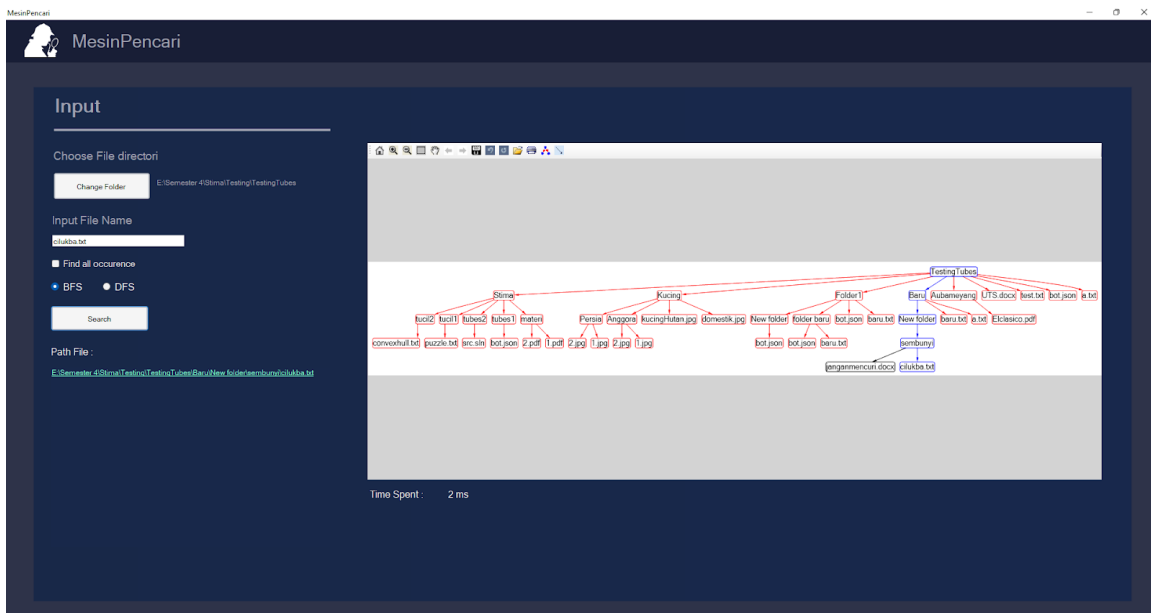 MesinPencari
MesinPencari
Input
Choose File directori
Change Folder E:\Semester 4\Stima\Testing\TestingTubes
Input File Name
cilukba.txt
Find all occurence
BFS DFS
Search
Path File :
E:\Semester 4\Stima\Testing\TestingTubes\Baru\New folder\sembunyi\cilukba.txt
TestingTubes
Stima Kucing Folder1 Baru Aubameyang UTS.docx test.txt bot.json a.txt
tucil2 tucil1 tubes2 tubes1 materi Persia Anggora kucingHutan.jpg domestik.jpg New folder folder baru bot.json baru.txt New folder baru.txt a.txt Elclasico.pdf
convexhull.txt puzzle.txt src.sln bot.json 2.pdf 1.pdf 2.jpg 1.jpg 2.jpg 1.jpg bot.json bot.json baru.txt sembunyi
janganmencuri.docx cilukba.txt
Time Spent : 2 ms